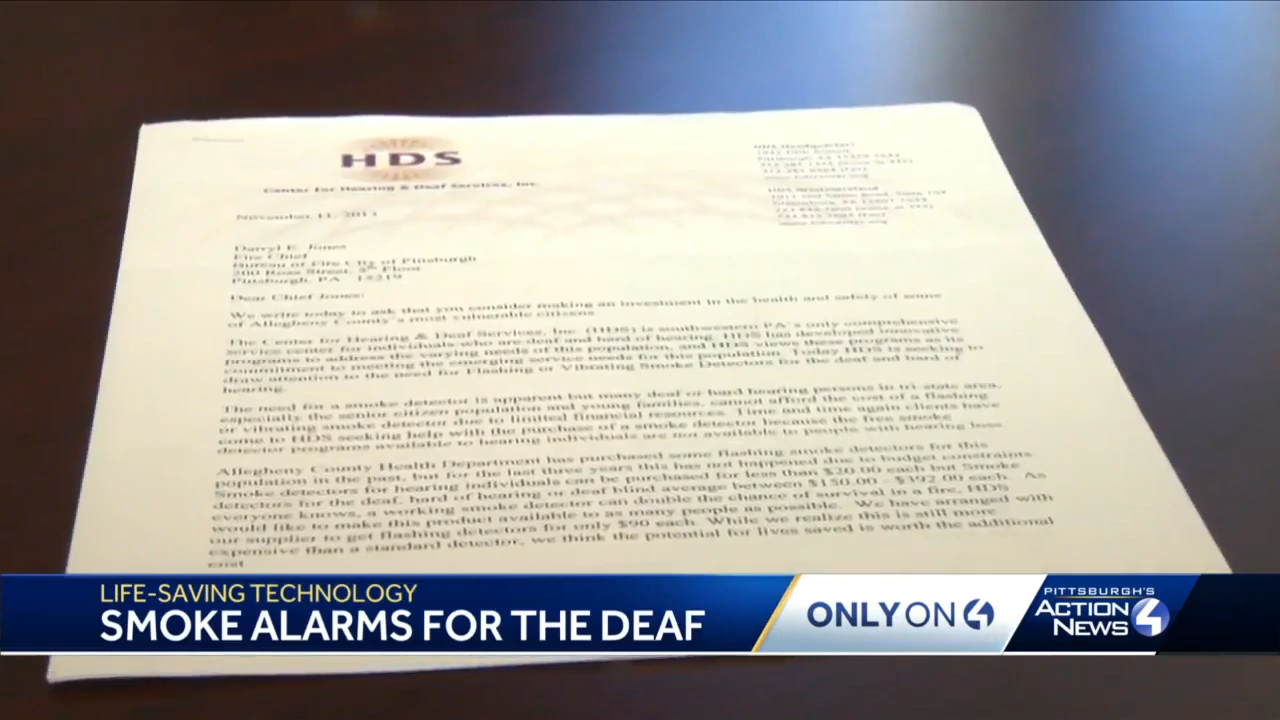 HDS
Center for Hearing & Deaf Services, Inc.
HDS Headquarters
Pittsburgh, PA
HDS Westmoreland
November 11, 2013
Darryl E. Jones
Fire Chief
Bureau of Fire City of Pittsburgh
200 Ross Street, 5th Floor
Pittsburgh, PA 15219
Dear Chief Jones:
We write today to ask that you consider making an investment in the health and safety of some
of Allegheny County's most vulnerable citizens.
The Center for Hearing & Deaf Services, Inc. (HDS) is southwestern PA's only comprehensive
service center for individuals who are deaf and hard of hearing. HDS has developed innovative
programs to address the varying needs of this population, and HDS views these programs as its
commitment to meeting the emerging service needs for this population. Today HDS is seeking to
draw attention to the need for Flashing or Vibrating Smoke Detectors for the deaf and hard of
hearing.
The need for a smoke detector is apparent but many deaf or hard hearing persons in tri-state area,
especially the senior citizen population and young families, cannot afford the cost of a flashing
or vibrating smoke detector due to limited financial resources. Time and time again clients have
come to HDS seeking help with the purchase of a smoke detector because the free smoke
detector programs available to hearing individuals are not available to people with hearing loss.
Allegheny County Health Department has purchased some flashing smoke detectors for this
population in the past, but for the last three years this has not happened due to budget constraints.
Smoke detectors for hearing individuals can be purchased for less than $20.00 each but Smoke
detectors for the deaf, hard of hearing or deaf blind average between $150.00 - $392.00 each. As
everyone knows, a working smoke detector can double the chance of survival in a fire, HDS
would like to make this product available to as many people as possible. We have arranged with
our supplier to get flashing detectors for only $90 each. While we realize this is still more
expensive than a standard detector, we think the potential for lives saved is worth the additional
cost
LIFE-SAVING TECHNOLOGY
SMOKE ALARMS FOR THE DEAF
ONLY ON 4
PITTSBURGH'S
ACTION
NEWS 4